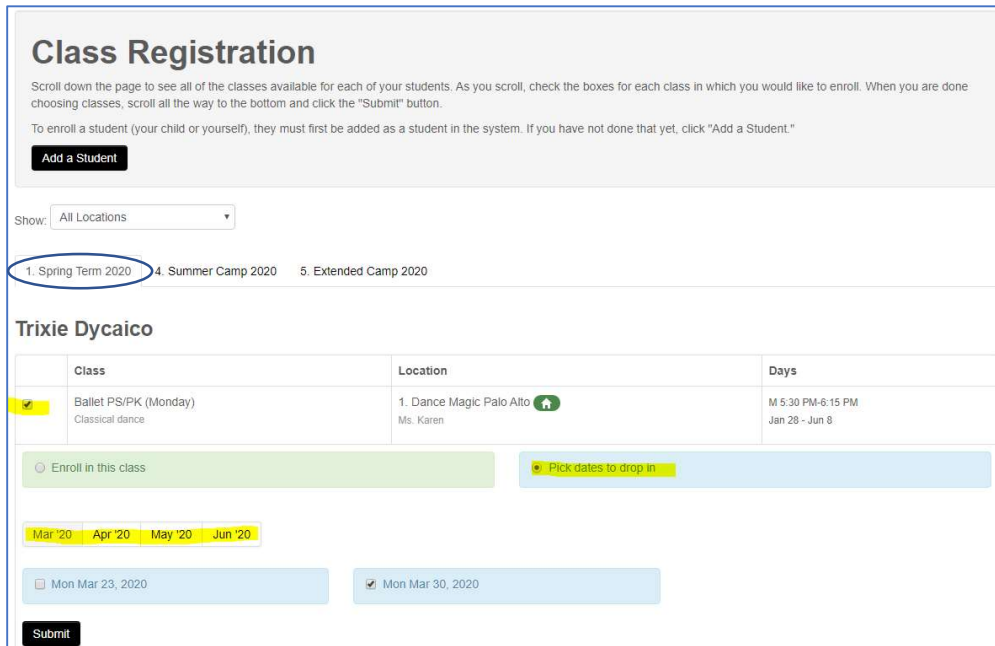 Class Registration
Scroll down the page to see all of the classes available for each of your students. As you scroll, check the boxes for each class in which you would like to enroll. When you are done
choosing classes, scroll all the way to the bottom and click the "Submit" button.
To enroll a student (your child or yourself), they must first be added as a student in the system. If you have not done that yet, click "Add a Student."
Add a Student
Show: All Locations
1. Spring Term 2020 4. Summer Camp 2020 5. Extended Camp 2020
Trixie Dycaico
Class Location Days
Ballet PS/PK (Monday) 1. Dance Magic Palo Alto M 5:30 PM-6:15 PM
Classical dance Ms. Karen Jan 28 - Jun 8
Enroll in this class Pick dates to drop in
Mar '20 Apr '20 May '20 Jun '20
Mon Mar 23, 2020 Mon Mar 30, 2020
Submit